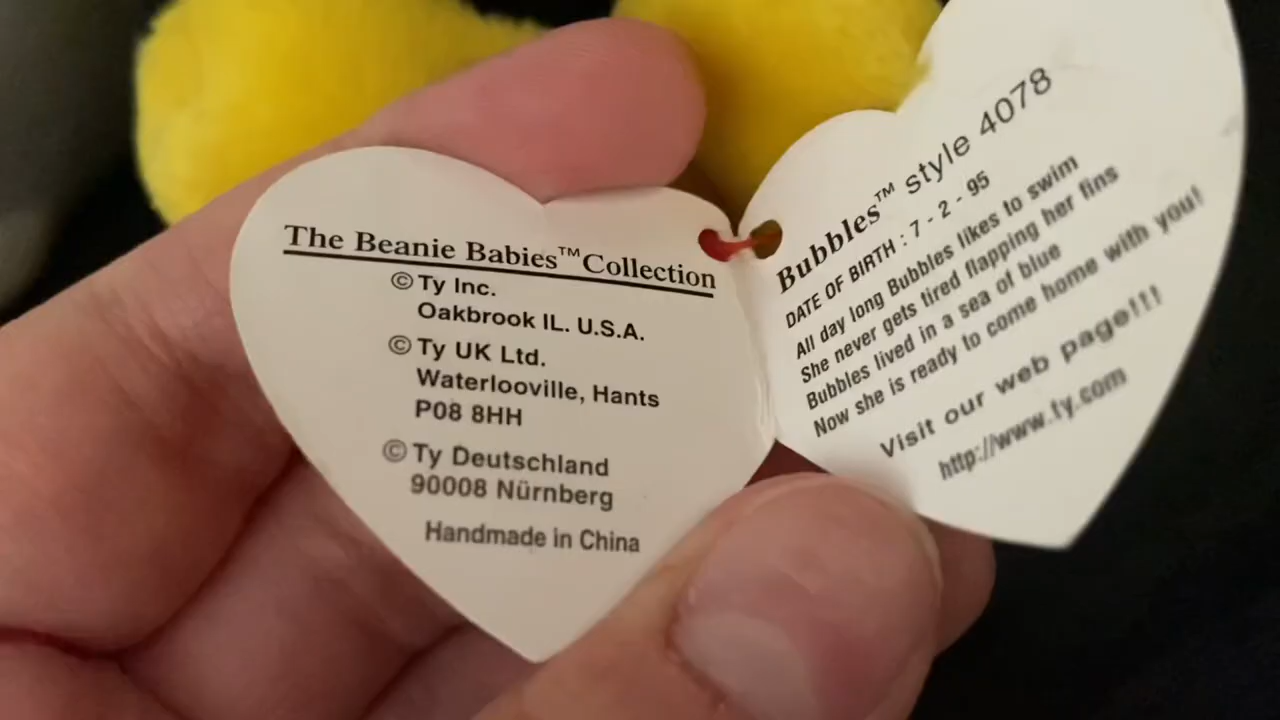 The Beanie Babies™ Collection
© Ty Inc.
Oakbrook IL. U.S.A.
© Ty UK Ltd.
Waterlooville, Hants
P08 8HH
© Ty Deutschland
90008 Nürnberg
Handmade in China
Bubbles™ style 4078
DATE OF BIRTH : 7 - 2 - 95
All day long Bubbles likes to swim
She never gets tired flapping her fins
Bubbles lived in a sea of blue
Now she is ready to come home with you!
Visit our web page!!!
http://www.ty.com